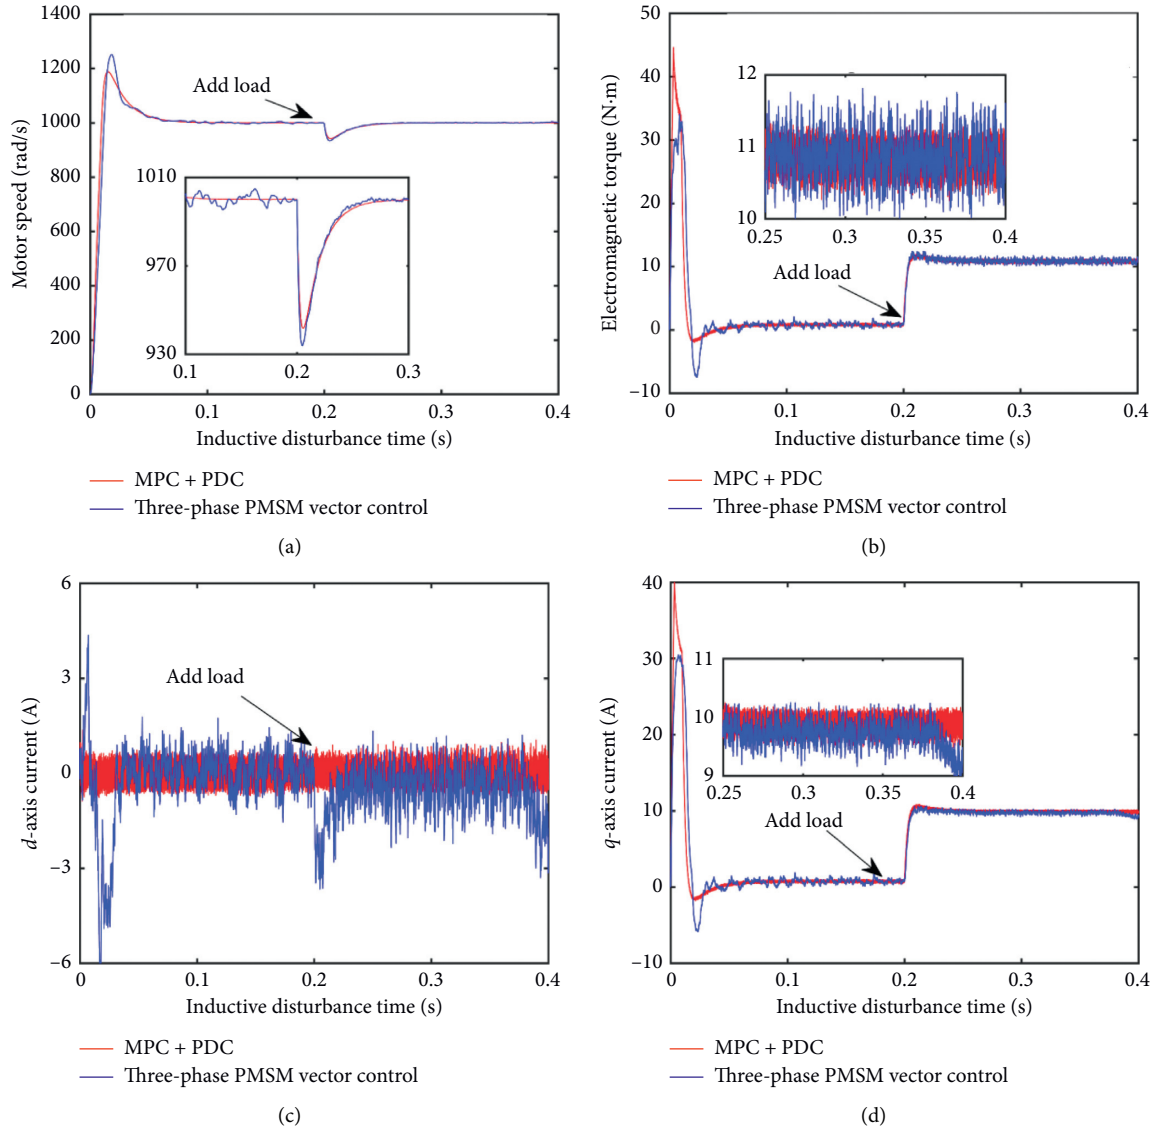 1400
1200
1000
800
600
400
200
0
Motor speed (rad/s)
Add load
1010
970
930
0.1
0.2
0.3
0
0.1
0.2
0.3
0.4
Inductive disturbance time (s)
MPC + PDC
Three-phase PMSM vector control
(a)
50
40
30
20
10
0
–10
Electromagnetic torque (N·m)
12
11
10
0.25
0.3
0.35
0.4
Add load
0
0.1
0.2
0.3
0.4
Inductive disturbance time (s)
MPC + PDC
Three-phase PMSM vector control
(b)
6
3
0
–3
–6
d-axis current (A)
Add load
0
0.1
0.2
0.3
0.4
Inductive disturbance time (s)
MPC + PDC
Three-phase PMSM vector control
(c)
40
30
20
10
0
–10
q-axis current (A)
11
10
9
0.25
0.3
0.35
0.4
Add load
0
0.1
0.2
0.3
0.4
Inductive disturbance time (s)
MPC + PDC
Three-phase PMSM vector control
(d)